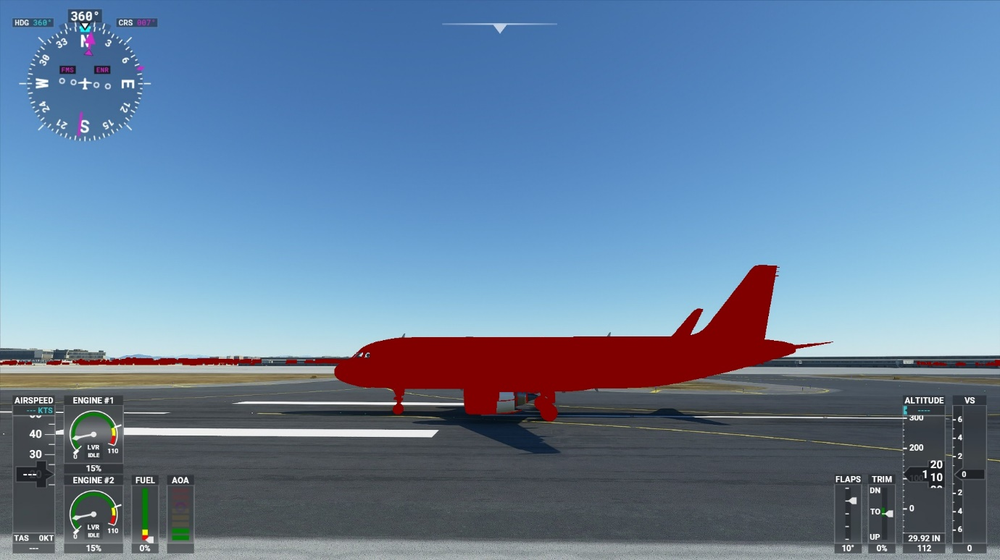 360°
HDG 360°
CRS 007°
N
33
3
30
6
FMS
ENR
W
E
24
12
21
15
S
AIRSPEED
--- KTS
40
30
---
TAS 0KT
---
ENGINE #1
LVR
IDLE
0
110
15%
ENGINE #2
LVR
IDLE
0
110
15%
FUEL
0%
AOA
FLAPS
10°
TRIM
DN
TO
UP
0%
ALTITUDE
----
300
200
100
20
1 10
0
29.92 IN
112
VS
6
4
2
0
2
4
6
0